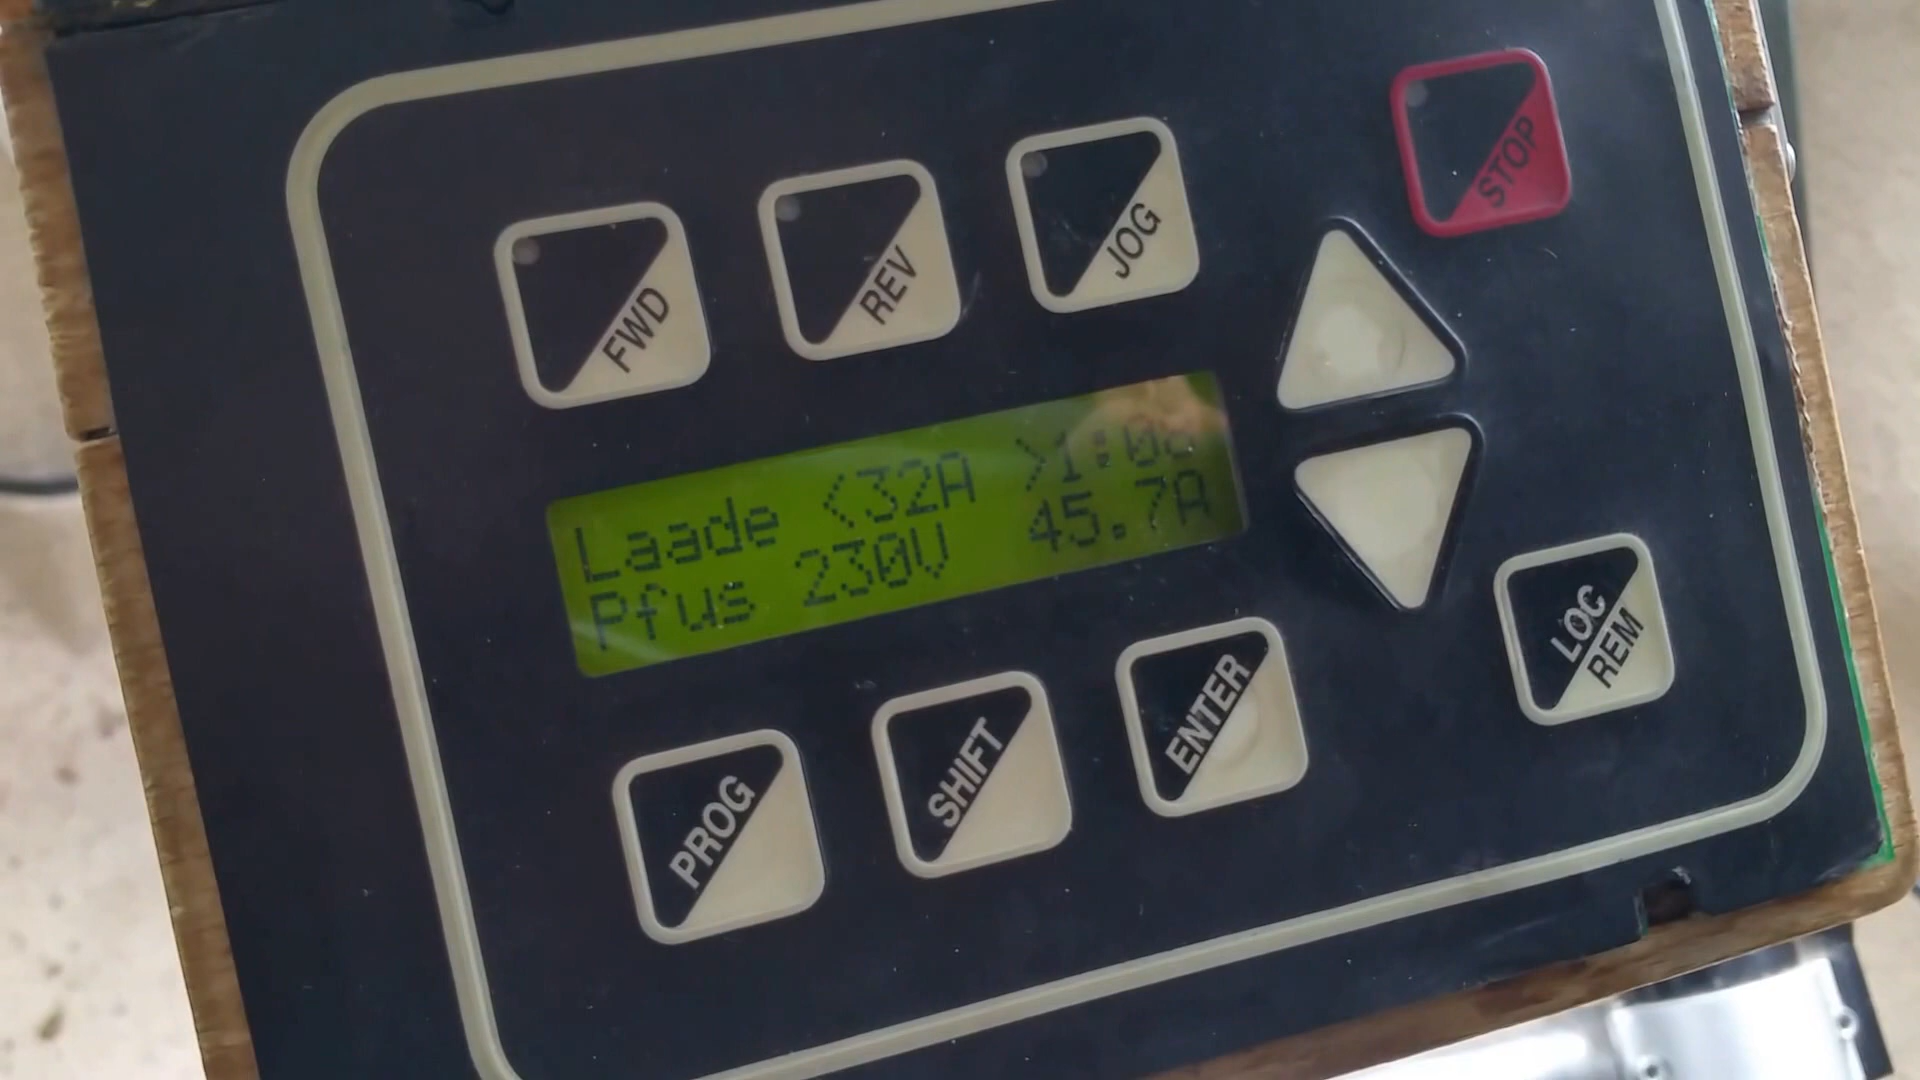 STOP
JOG
REV
FWD
Laade <32A
Pfus 230V 45.7A
LOC
REM
ENTER
SHIFT
PROG